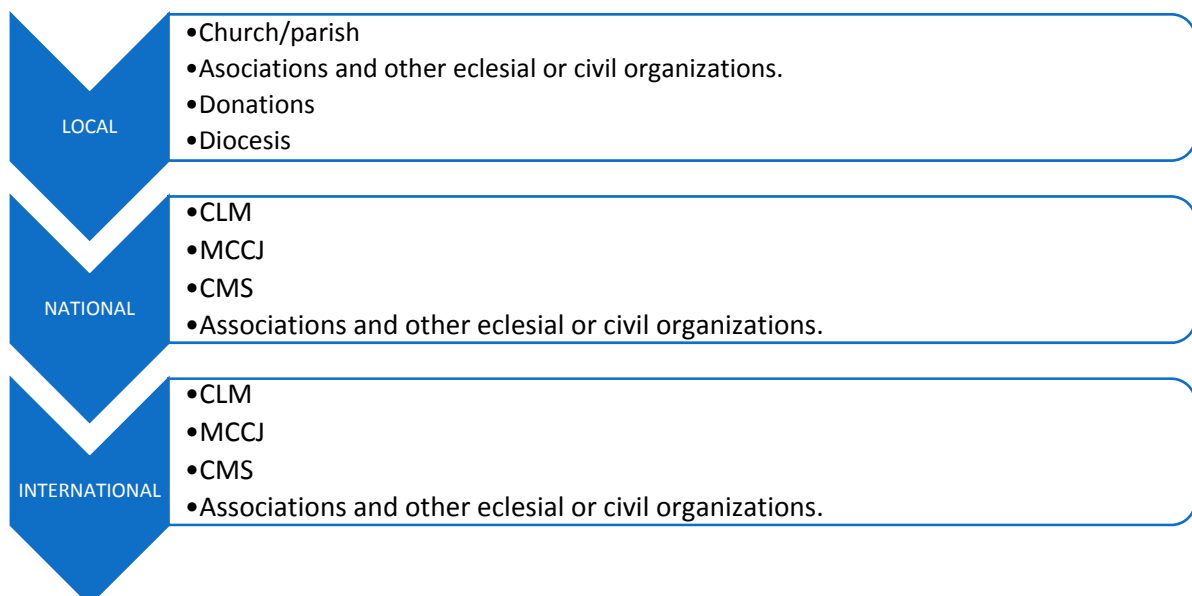 LOCAL
•Church/parish
•Asociations and other eclesial or civil organizations.
•Donations
•Diocesis
NATIONAL
•CLM
•MCCJ
•CMS
•Associations and other eclesial or civil organizations.
INTERNATIONAL
•CLM
•MCCJ
•CMS
•Associations and other eclesial or civil organizations.